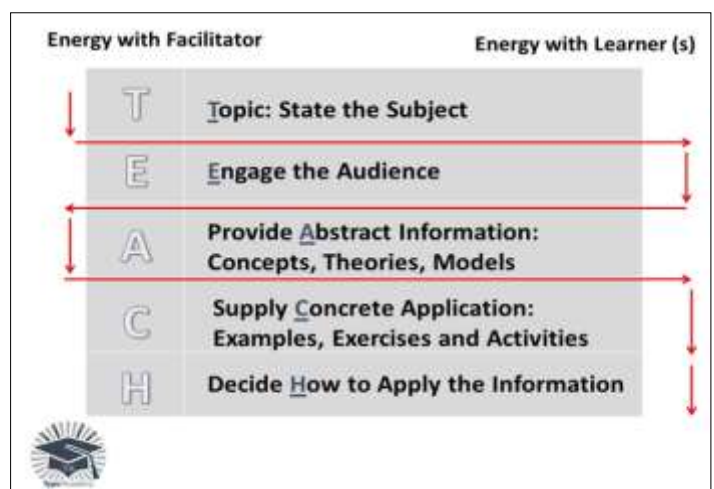 Energy with Facilitator
Energy with Learner (s)
T
Topic: State the Subject
E
Engage the Audience
A
Provide Abstract Information:
Concepts, Theories, Models
C
Supply Concrete Application:
Examples, Exercises and Activities
H
Decide How to Apply the Information